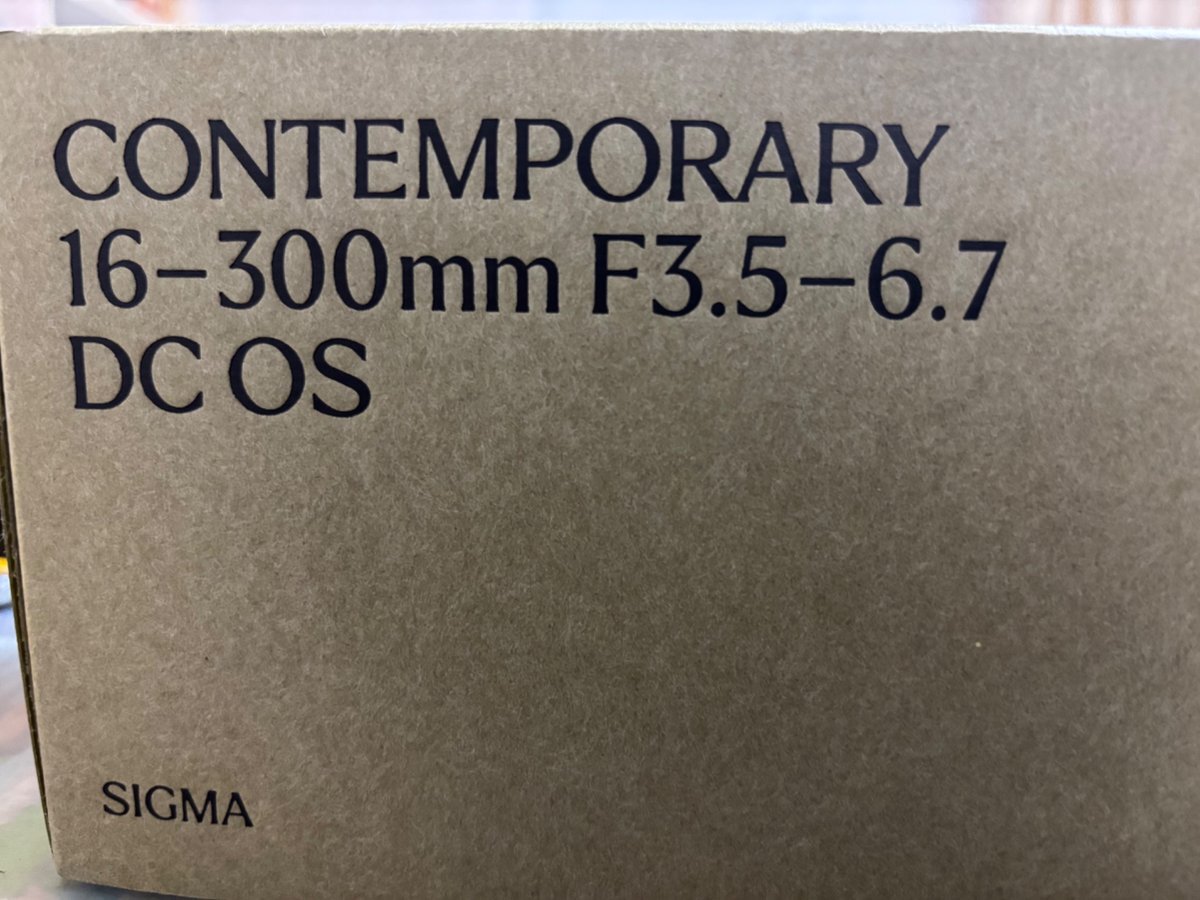 CONTEMPORARY
16–300mm F3.5–6.7
DC OS
SIGMA